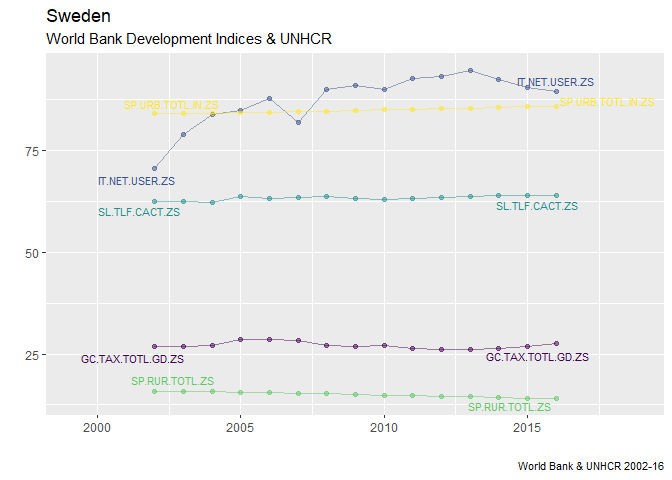 Sweden
World Bank Development Indices & UNHCR
IT.NET.USER.ZS
SP.URB.TOTL.IN.ZS
SP.URB.TOTL.IN.ZS
75
IT.NET.USER.ZS
SL.TLF.CACT.ZS
SL.TLF.CACT.ZS
50
25
GC.TAX.TOTL.GD.ZS
GC.TAX.TOTL.GD.ZS
SP.RUR.TOTL.ZS
SP.RUR.TOTL.ZS
2000
2005
2010
2015
World Bank & UNHCR 2002-16